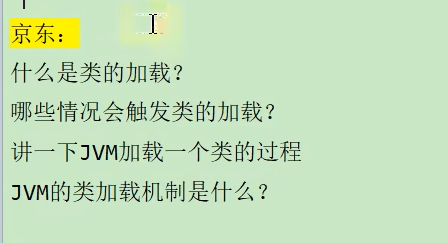 京东：
什么是类的加载？
哪些情况会触发类的加载？
讲一下JVM加载一个类的过程
JVM的类加载机制是什么？